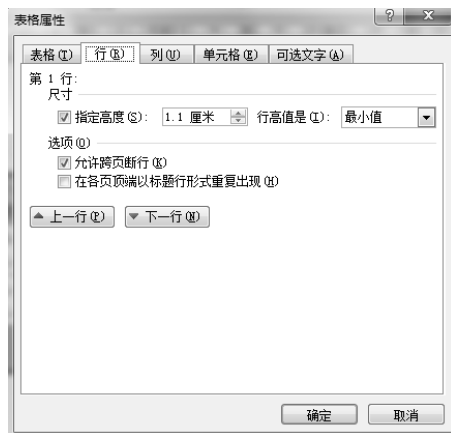 表格属性
表格(T) 行(R) 列(U) 单元格(E) 可选文字(A)
第 1 行:
尺寸
指定高度(S): 1.1 厘米 行高值是(I): 最小值
选项(O)
允许跨页断行(K)
在各页顶端以标题行形式重复出现(H)
上一行(P) 下一行(N)
确定 取消